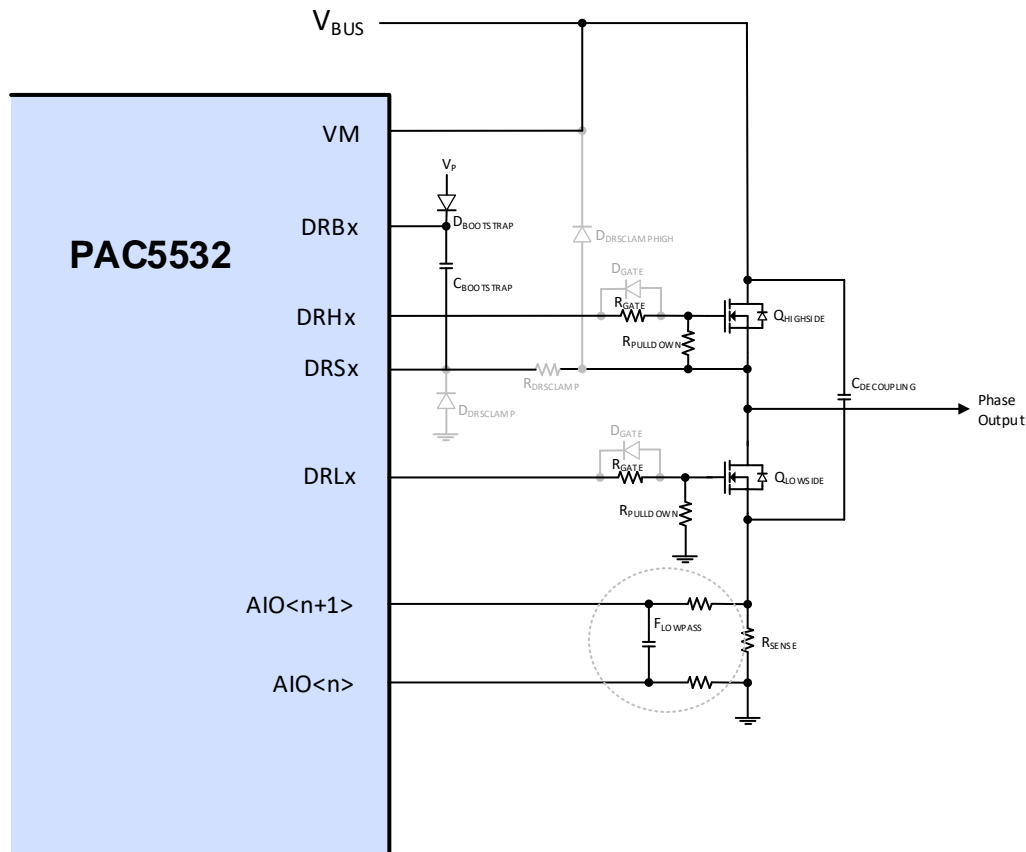 VBUS
VM
VP
DRBx
DBOOTSTRAP
DDRSCLAMPHIGH
PAC5532
CBOOTSTRAP
DGATE
DRHx
RGATE
QHIGHSIDE
RPULLDOWN
DRSx
RDRSCLAMP
CDECOUPLING
Phase
Output
DDRSCLAMP
DGATE
DRLx
RGATE
QLOWSIDE
RPULLDOWN
AIO<n+1>
FLOWPASS
RSENSE
AIO<n>